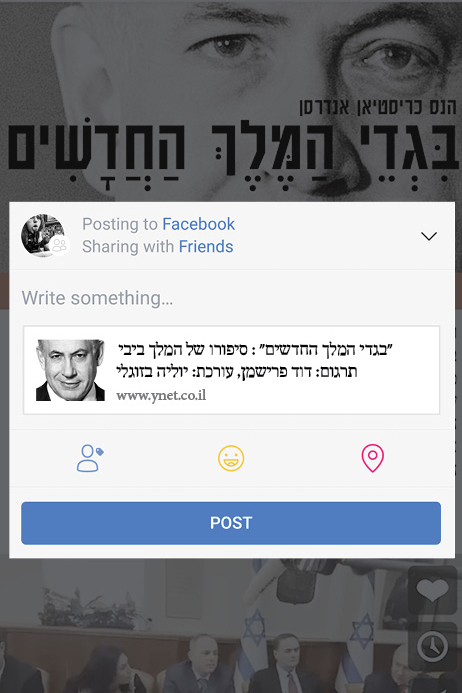 הנס כריסטיאן אנדרסן
בִּגְדֵי הַמֶּלֶךְ הַחֲדָשִׁים
Posting to Facebook
Sharing with Friends
Write something...
"בגדי המלך החדשים" : סיפורו של המלך ביבי
תרגום: דוד פרישמן, עורכת: יוליה בזוגלי
www.ynet.co.il
POST